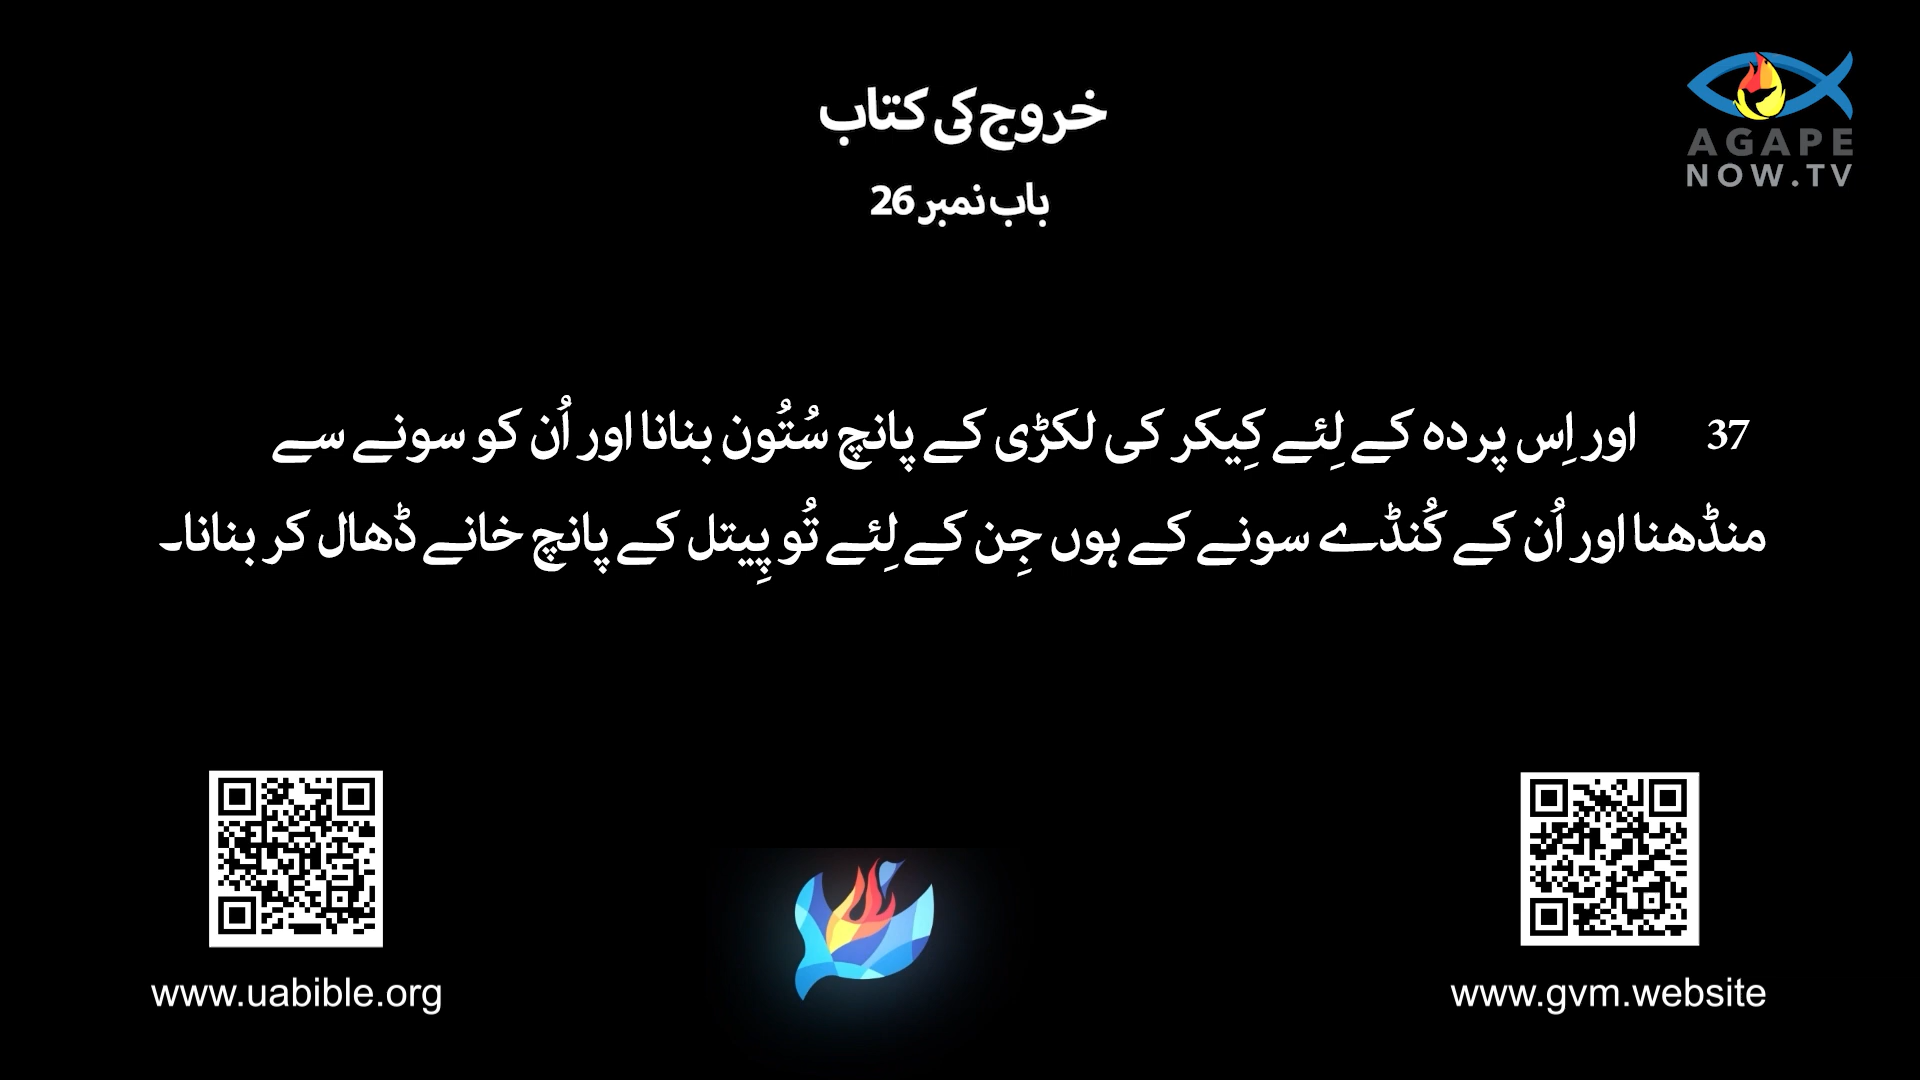 خروج کی کتاب
باب نمبر 26
AGAPE
NOW.TV
37 اور اِس پردہ کے لِئے کِیکر کی لکڑی کے پانچ سُتُون بنانا اور اُن کو سونے سے
منڈھنا اور اُن کے کُنڈے سونے کے ہوں جِن کے لِئے تُو پِیتل کے پانچ خانے ڈھال کر بنانا۔
www.uabible.org
www.gvm.website